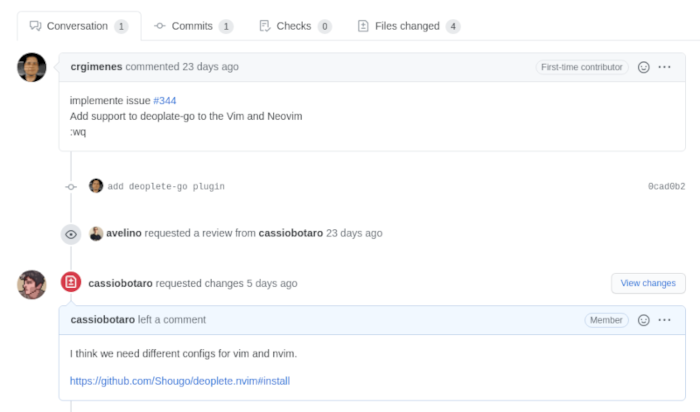 Conversation 1 Commits 1 Checks 0 Files changed 4
crgimenes commented 23 days ago First-time contributor
implemente issue #344
Add support to deoplate-go to the Vim and Neovim
:wq
add deoplete-go plugin 0cad0b2
avelino requested a review from cassiobotaro 23 days ago
cassiobotaro requested changes 5 days ago View changes
cassiobotaro left a comment Member
I think we need different configs for vim and nvim.
https://github.com/Shougo/deoplete.nvim#install